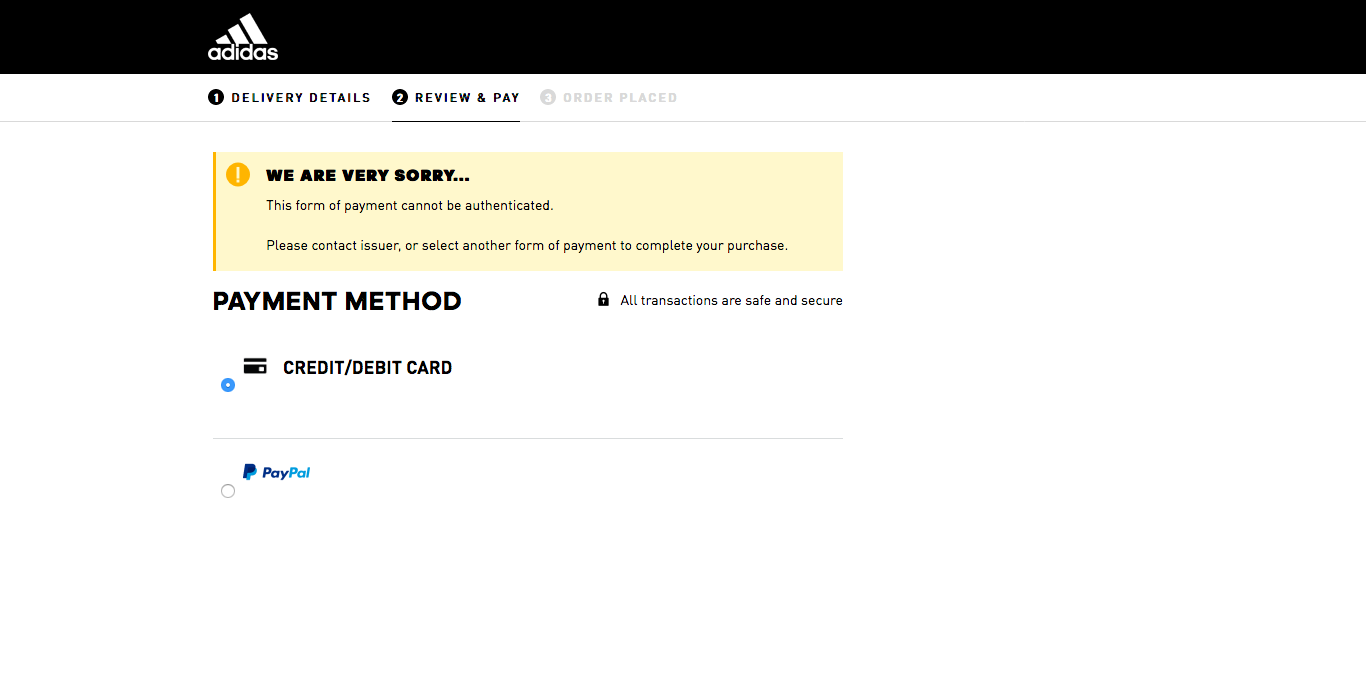 adidas
1 DELIVERY DETAILS 2 REVIEW & PAY 3 ORDER PLACED
! WE ARE VERY SORRY...
This form of payment cannot be authenticated.
Please contact issuer, or select another form of payment to complete your purchase.
PAYMENT METHOD All transactions are safe and secure
CREDIT/DEBIT CARD
PayPal